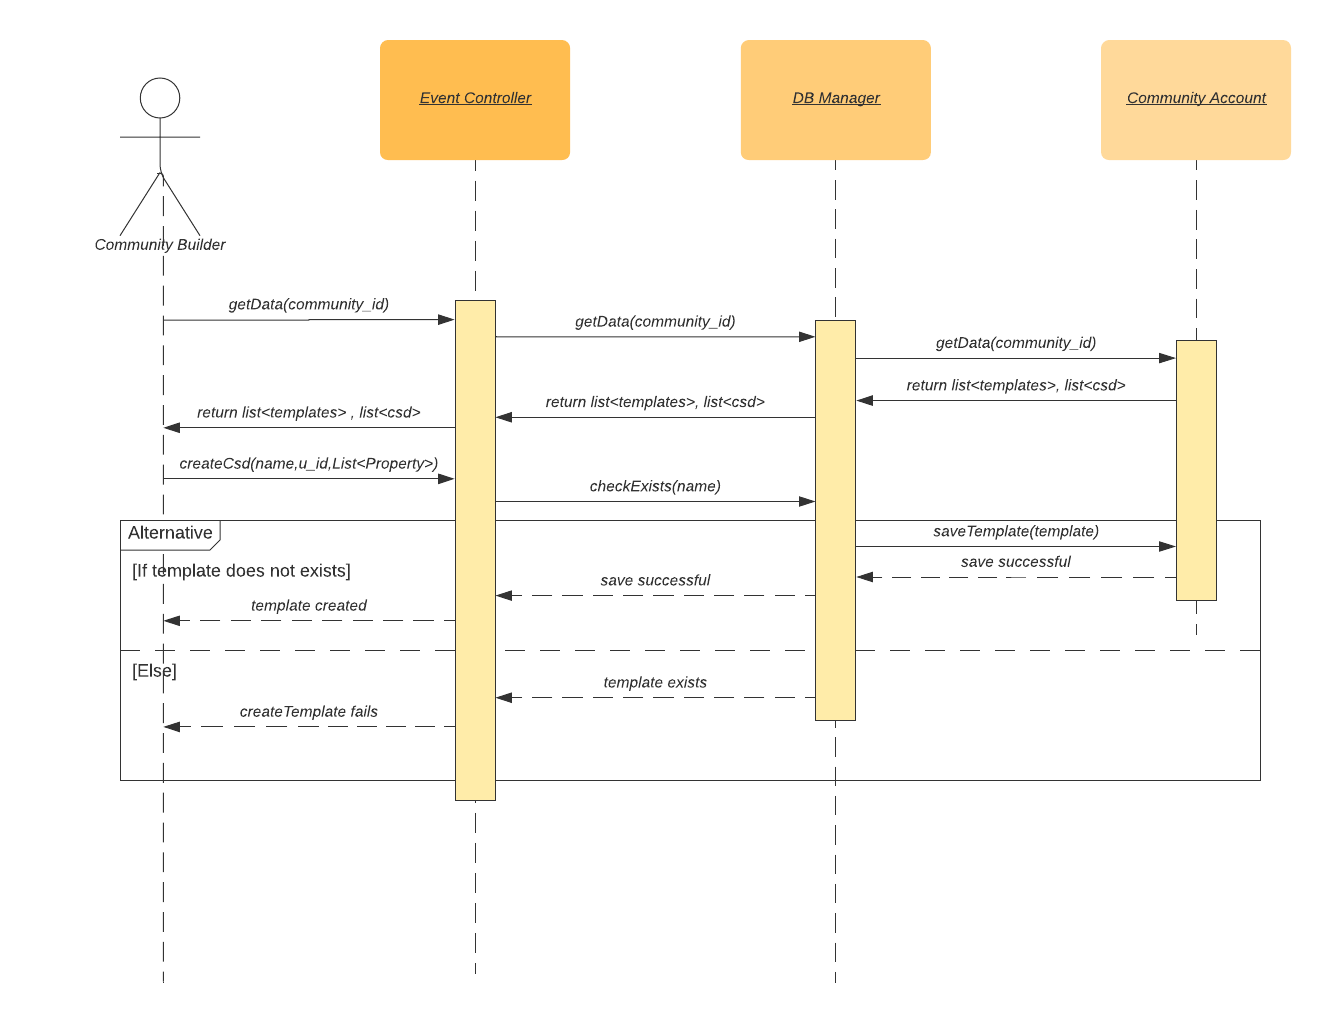 Event Controller
DB Manager
Community Account
Community Builder
getData(community_id)
getData(community_id)
getData(community_id)
return list<templates>, list<csd>
return list<templates>, list<csd>
return list<templates> , list<csd>
createCsd(name,u_id,List<Property>)
checkExists(name)
Alternative
saveTemplate(template)
save successful
[If template does not exists]
save successful
template created
[Else]
template exists
createTemplate fails